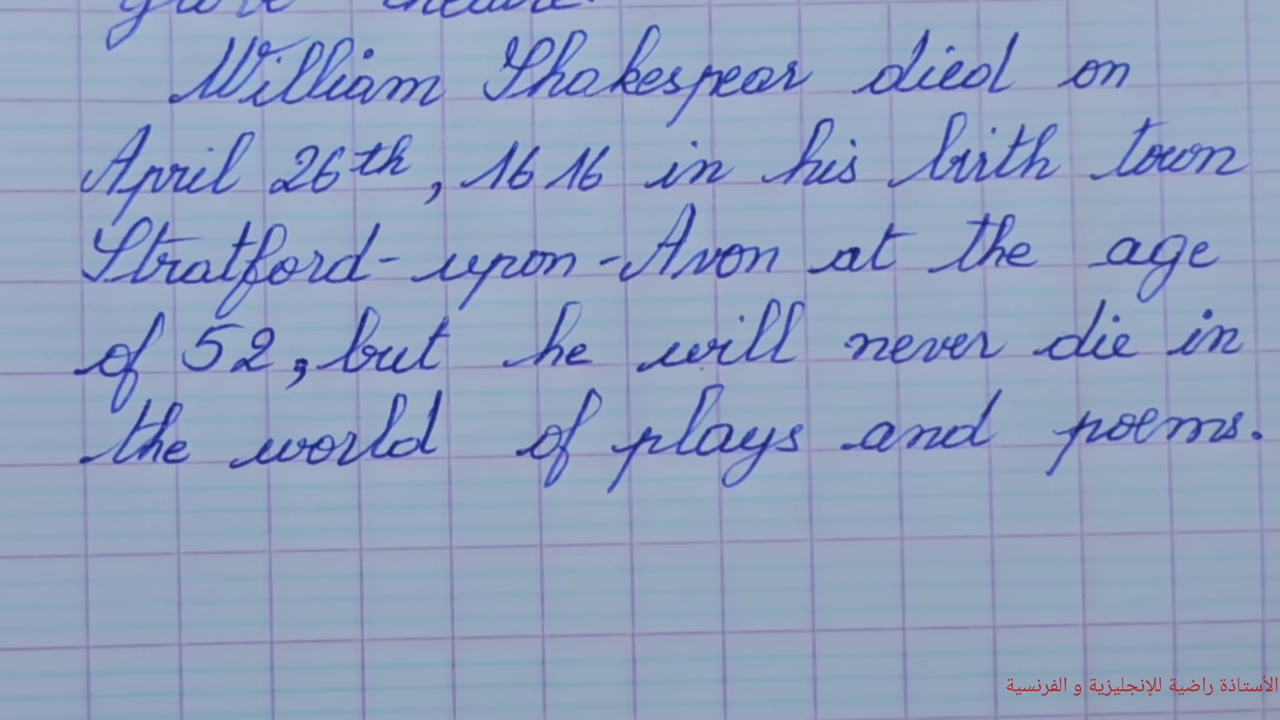 William Shakespear died on
April 26th, 1616 in his birth town
Stratford-upon-Avon at the age
of 52, but he will never die in
the world of plays and poems.
الأستاذة راضية للإنجليزية و الفرنسية